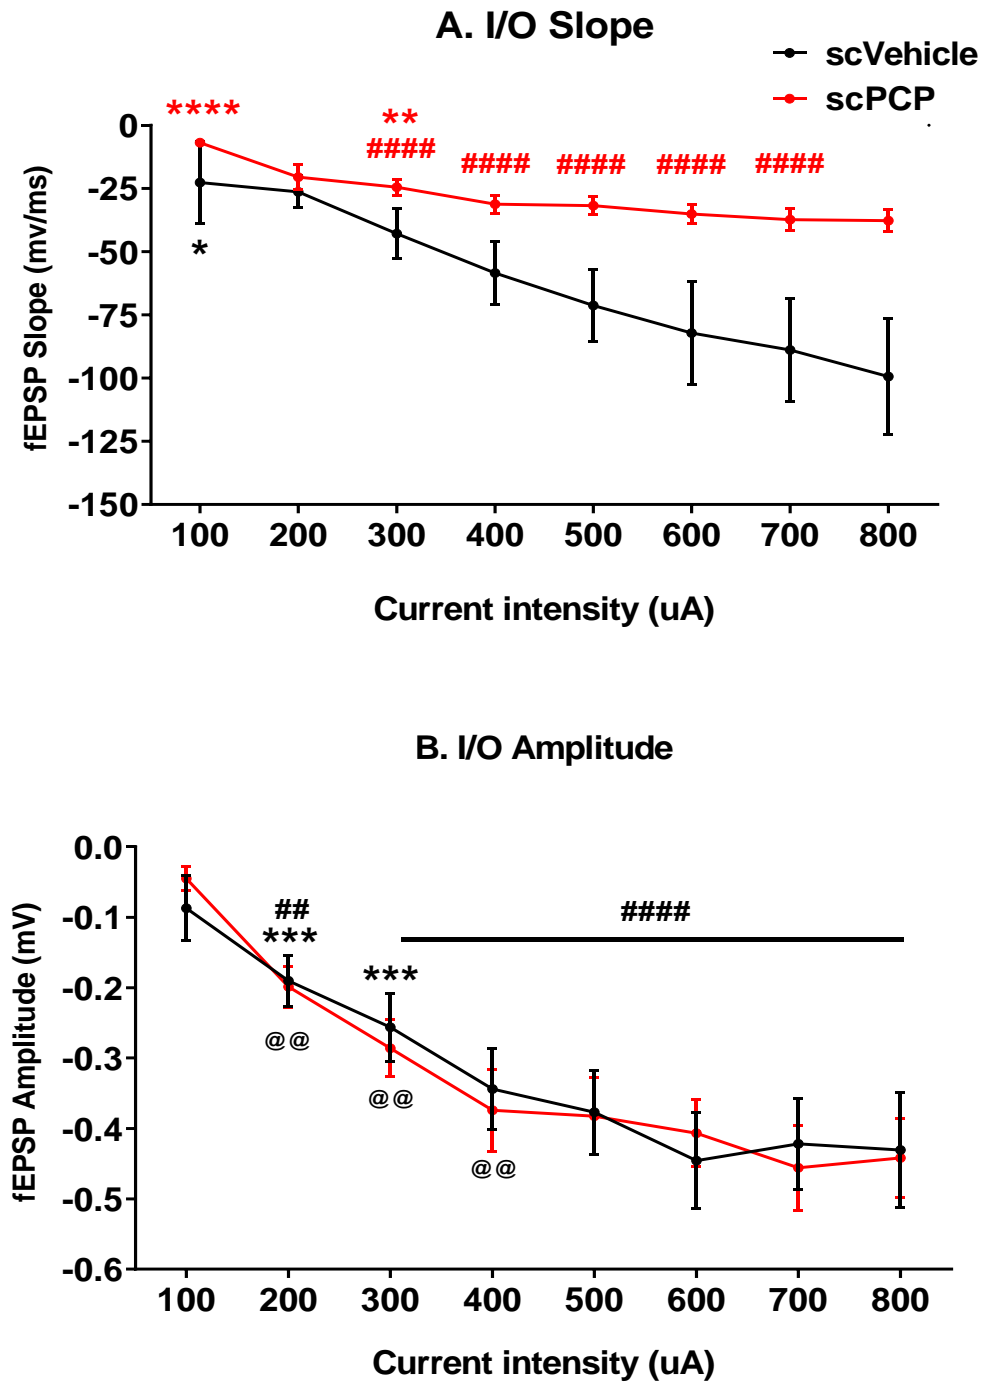 A. I/O Slope
scVehicle
scPCP
**** **
#### #### #### #### ####
*
0
-25
-50
-75
-100
-125
-150
fEPSP Slope (mv/ms)
100 200 300 400 500 600 700 800
Current intensity (uA)
B. I/O Amplitude
0.0
-0.1
-0.2
-0.3
-0.4
-0.5
-0.6
fEPSP Amplitude (mV)
##
***
####
***
@@
@@
@@
100 200 300 400 500 600 700 800
Current intensity (uA)